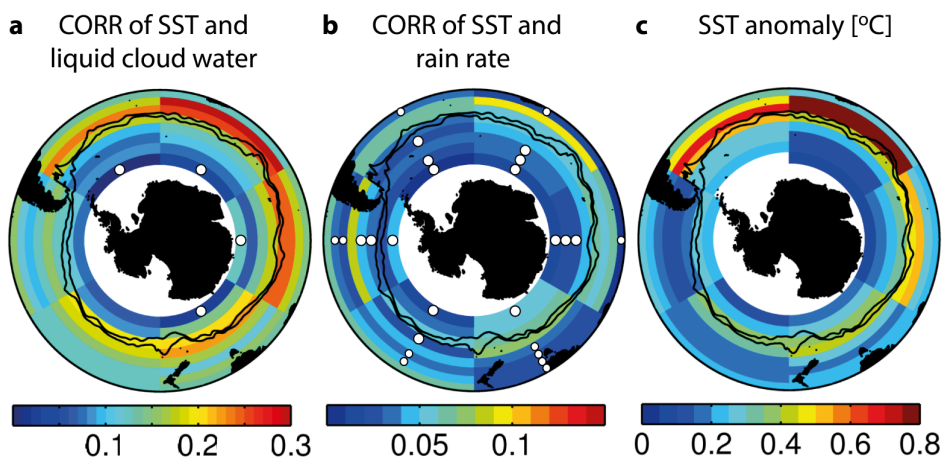 a CORR of SST and
liquid cloud water
b CORR of SST and
rain rate
c SST anomaly [°C]
0.1 0.2 0.3
0.05 0.1
0 0.2 0.4 0.6 0.8